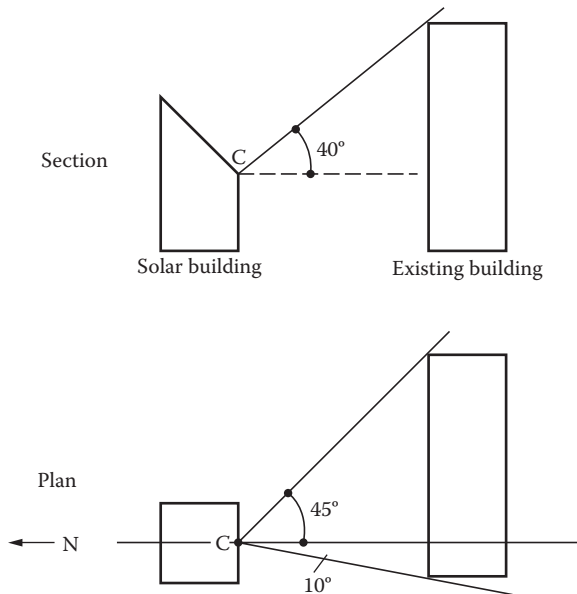 C
40°
Section
Solar building
Existing building
Plan
45°
N
C
10°